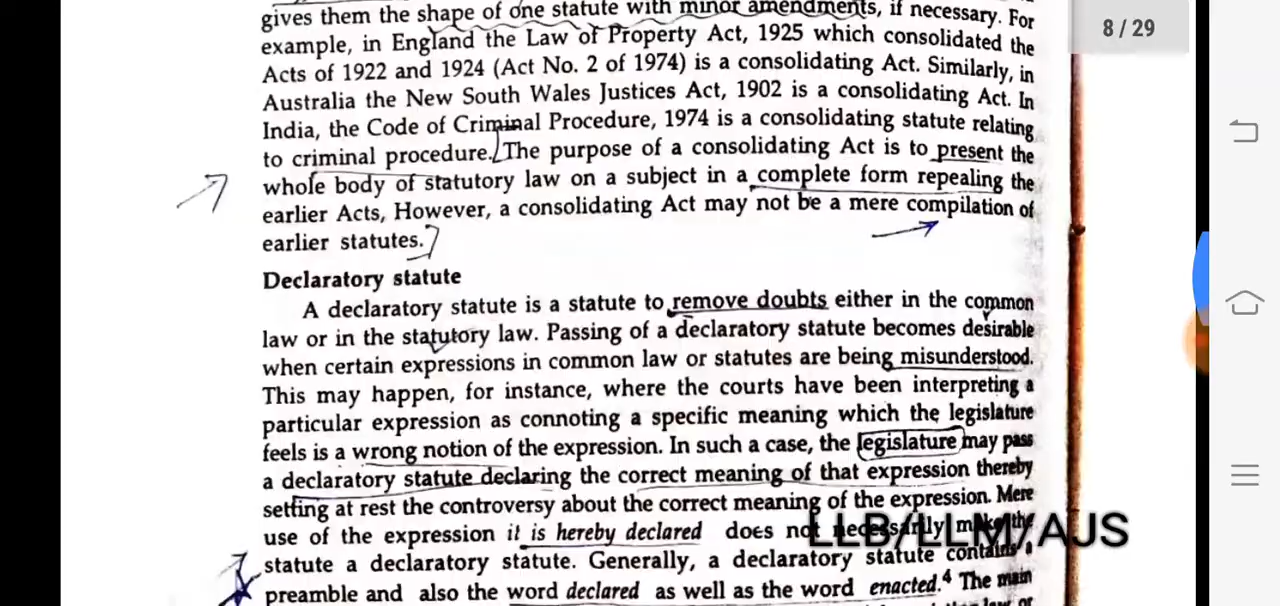 gives them the shape of one statute with minor amendments, if necessary. For
8 / 29
example, in England the Law of Property Act, 1925 which consolidated the
Acts of 1922 and 1924 (Act No. 2 of 1974) is a consolidating Act. Similarly, in
Australia the New South Wales Justices Act, 1902 is a consolidating Act. In
India, the Code of Criminal Procedure, 1974 is a consolidating statute relating
to criminal procedure. The purpose of a consolidating Act is to present the
whole body of statutory law on a subject in a complete form repealing the
earlier Acts, However, a consolidating Act may not be a mere compilation of
earlier statutes.
Declaratory statute
A declaratory statute is a statute to remove doubts either in the common
law or in the statutory law. Passing of a declaratory statute becomes desirable
when certain expressions in common law or statutes are being misunderstood.
This may happen, for instance, where the courts have been interpreting a
particular expression as connoting a specific meaning which the legislature
feels is a wrong notion of the expression. In such a case, the legislature may pass
a declaratory statute declaring the correct meaning of that expression thereby
setting at rest the controversy about the correct meaning of the expression. Mere
use of the expression it is hereby declared does not necessarily make the
LLB/LLM/AJS
statute a declaratory statute. Generally, a declaratory statute contains a
preamble and also the word declared as well as the word enacted.4 The main